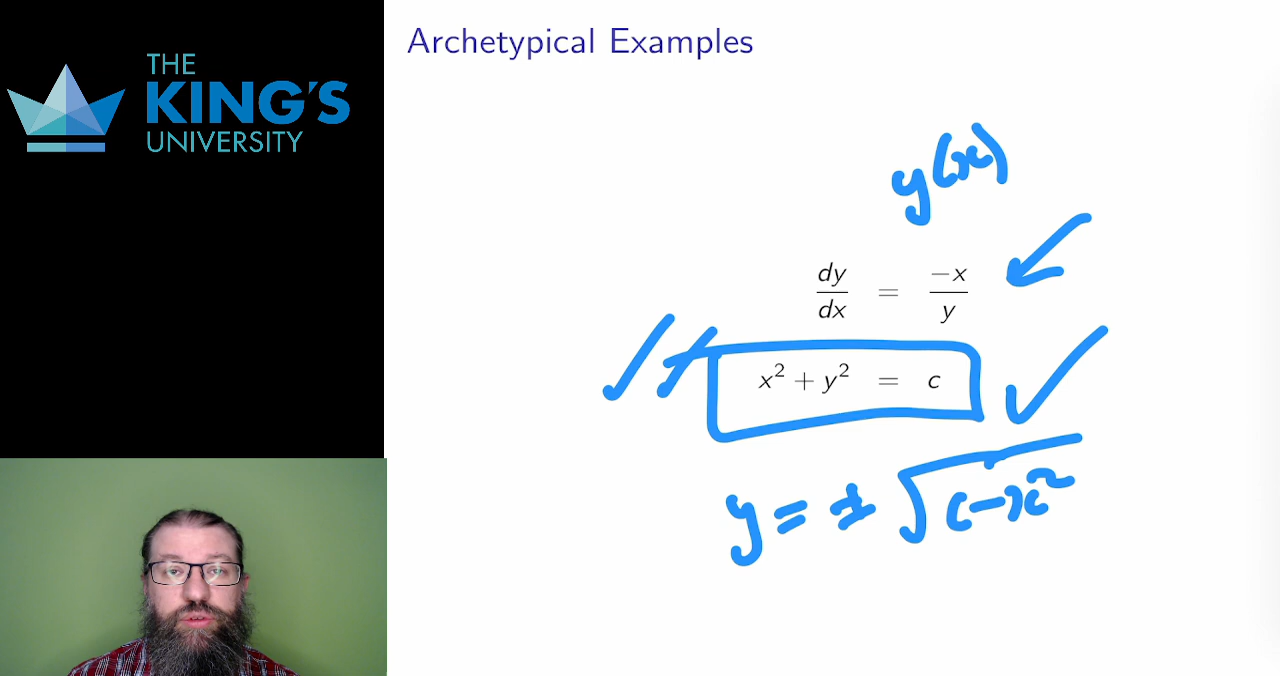 THE
KING'S
UNIVERSITY
Archetypical Examples
y(x)
dy/dx = −x/y
x² + y² = c
y = ± √(c−x²)